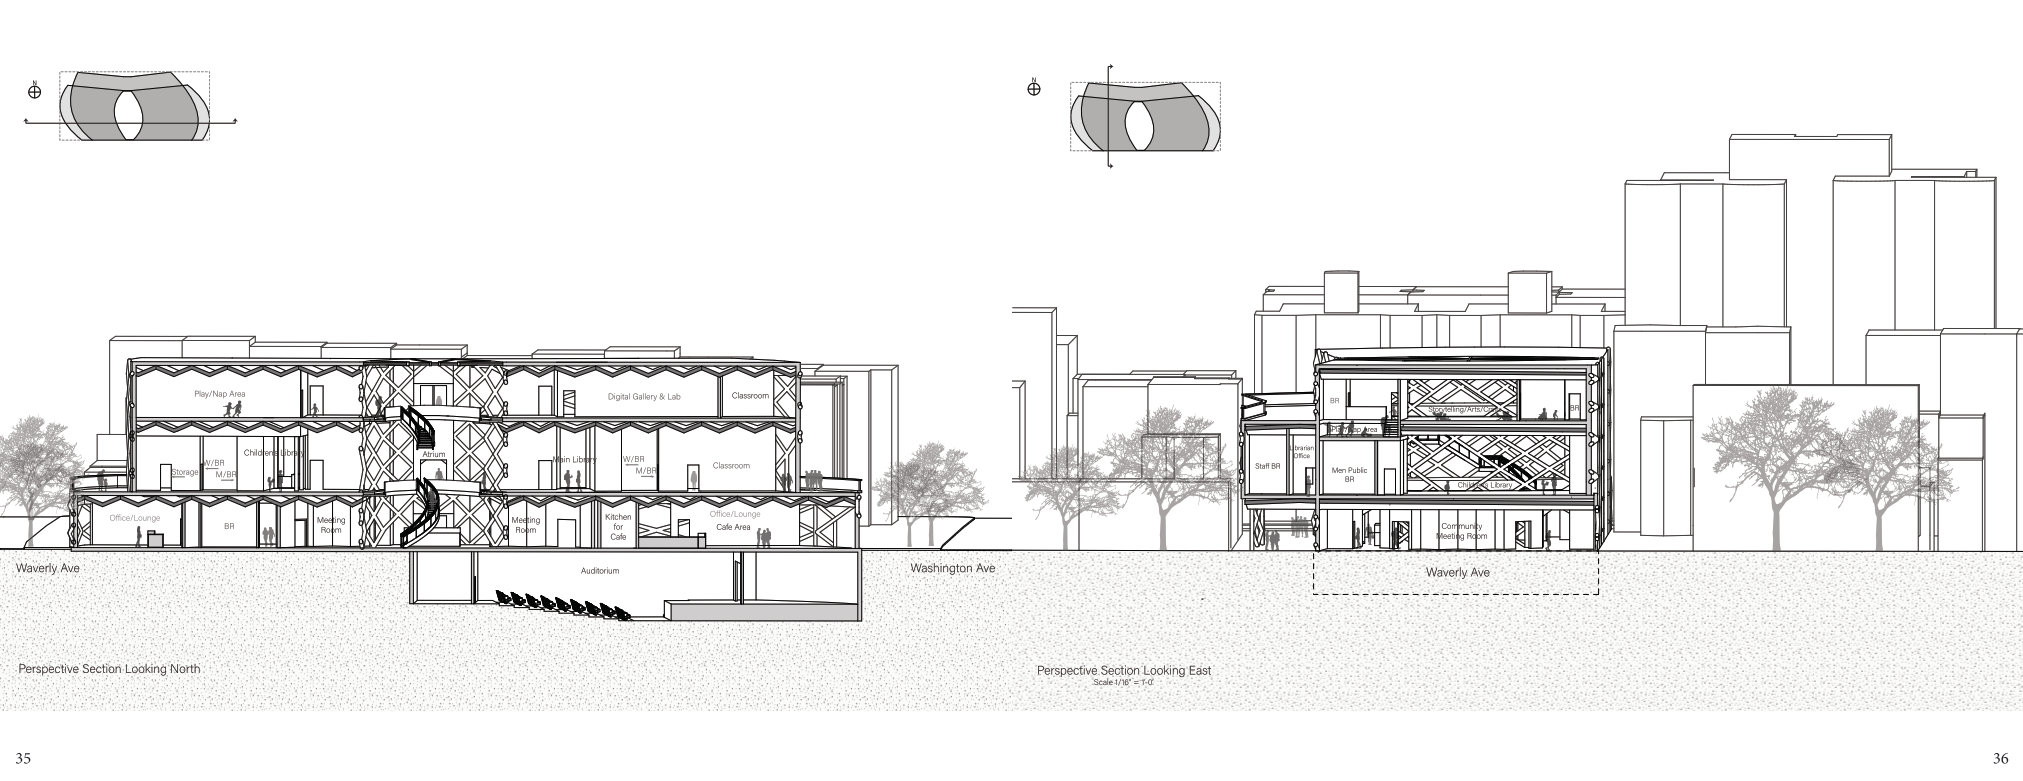 N
Play/Nap Area
Digital Gallery & Lab
Classroom
Storage
W/BR
M/BR
Children's Library
Atrium
Main Library
W/BR
M/BR
Classroom
Office/Lounge
BR
Meeting
Room
Meeting
Room
Kitchen
for
Cafe
Office/Lounge
Cafe Area
Waverly Ave
Auditorium
Washington Ave
Perspective Section Looking North
35
N
BR
Storytelling/Arts/
BR
Play/Nap Area
Staff BR
Librarian
Office
Men Public
BR
Children's Library
Community
Meeting Room
Waverly Ave
Perspective Section Looking East
Scale 1/16" = 1'-0"
36